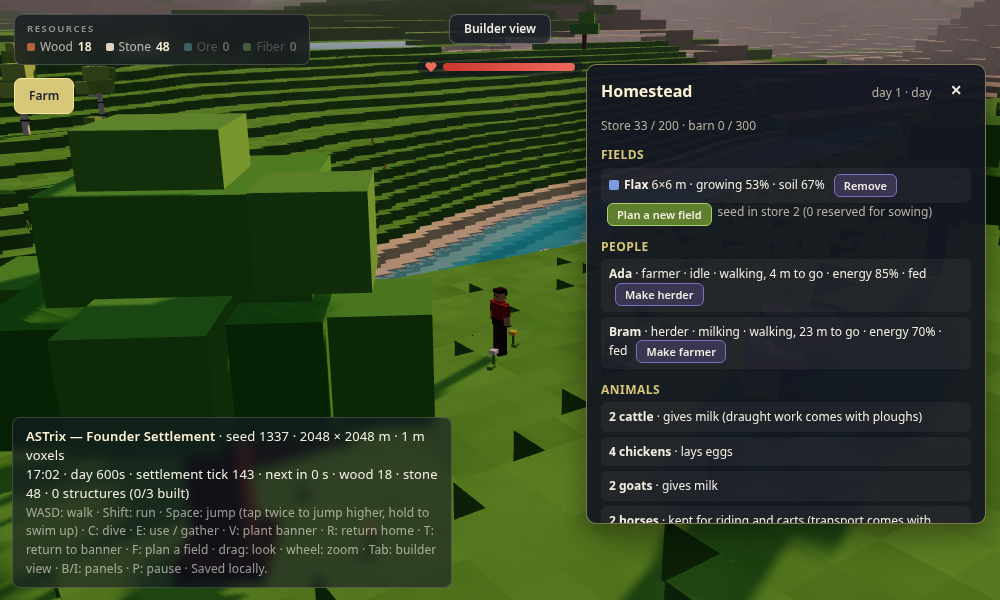 RESOURCES
Wood 18 Stone 48 Ore 0 Fiber 0
Builder view
Farm
Homestead
day 1 · day ×
Store 33 / 200 · barn 0 / 300
FIELDS
Flax 6×6 m · growing 53% · soil 67% Remove
Plan a new field seed in store 2 (0 reserved for sowing)
PEOPLE
Ada · farmer · idle · walking, 4 m to go · energy 85% · fed
Make herder
Bram · herder · milking · walking, 23 m to go · energy 70% ·
fed Make farmer
ANIMALS
2 cattle · gives milk (draught work comes with ploughs)
4 chickens · lays eggs
2 goats · gives milk
2 horses · kept for riding and carts (transport comes with
ASTrix — Founder Settlement · seed 1337 · 2048 × 2048 m · 1 m
voxels
17:02 · day 600s · settlement tick 143 · next in 0 s · wood 18 · stone
48 · 0 structures (0/3 built)
WASD: walk · Shift: run · Space: jump (tap twice to jump higher, hold to
swim up) · C: dive · E: use / gather · V: plant banner · R: return home · T:
return to banner · F: plan a field · drag: look · wheel: zoom · Tab: builder
view · B/I: panels · P: pause · Saved locally.